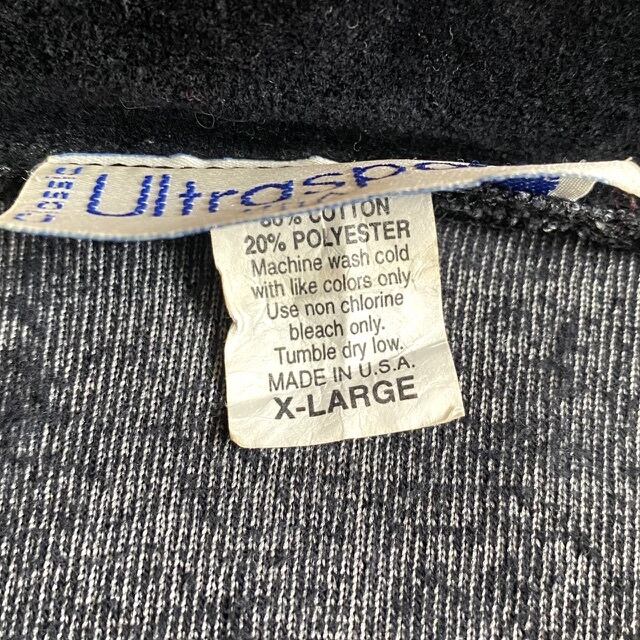 Ultraspo
80% COTTON
20% POLYESTER
Machine wash cold
with like colors only.
Use non chlorine
bleach only.
Tumble dry low.
MADE IN U.S.A.
X-LARGE